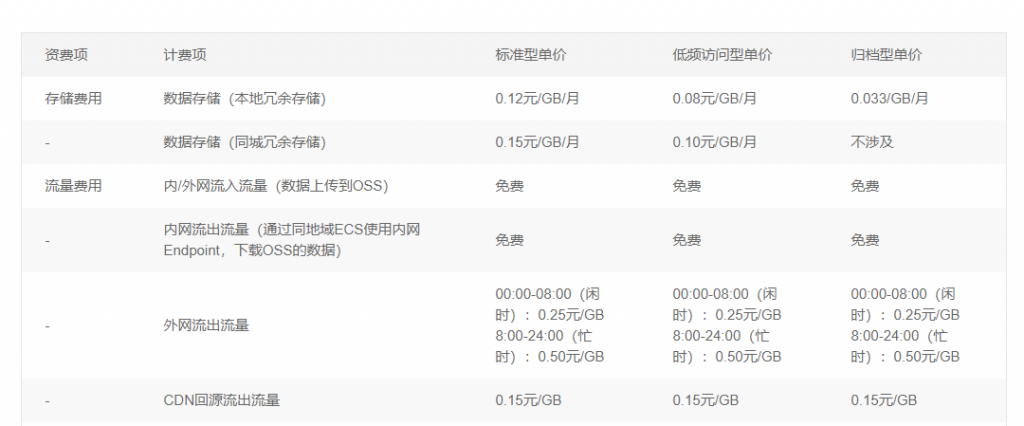 资费项 计费项 标准型单价 低频访问型单价 归档型单价
存储费用 数据存储（本地冗余存储） 0.12元/GB/月 0.08元/GB/月 0.033/GB/月
- 数据存储（同城冗余存储） 0.15元/GB/月 0.10元/GB/月 不涉及
流量费用 内/外网流入流量（数据上传到OSS） 免费 免费 免费
- 内网流出流量（通过同地域ECS使用内网
Endpoint，下载OSS的数据） 免费 免费 免费
- 外网流出流量 00:00-08:00（闲 00:00-08:00（闲 00:00-08:00（闲
时）：0.25元/GB 时）：0.25元/GB 时）：0.25元/GB
8:00-24:00（忙 8:00-24:00（忙 8:00-24:00（忙
时）：0.50元/GB 时）：0.50元/GB 时）：0.50元/GB
- CDN回源流出流量 0.15元/GB 0.15元/GB 0.15元/GB